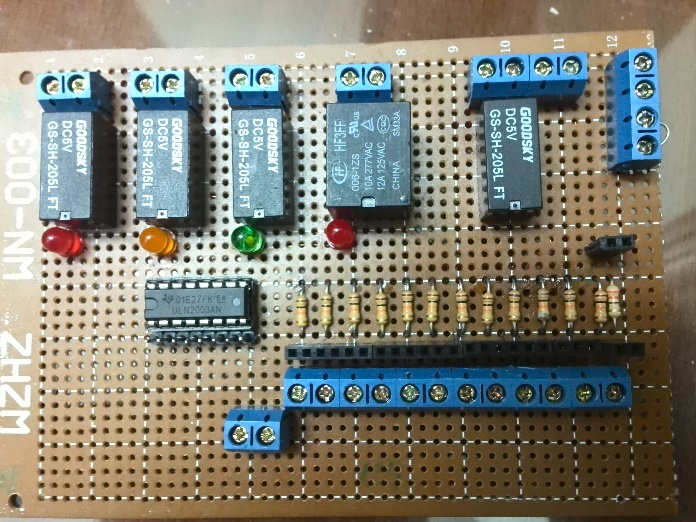 1 2 3 4 5 6 7 8 9 10 11 12
GOODSKY
DC5V
GS-SH-205L FT
GOODSKY
DC5V
GS-SH-205L FT
GOODSKY
DC5V
GS-SH-205L FT
HF3FF
006-1ZS
10A 277VAC
12A 125VAC
CHINA
GOODSKY
DC5V
GS-SH-205L FT
ULN2003AN
ZHZM WN-003